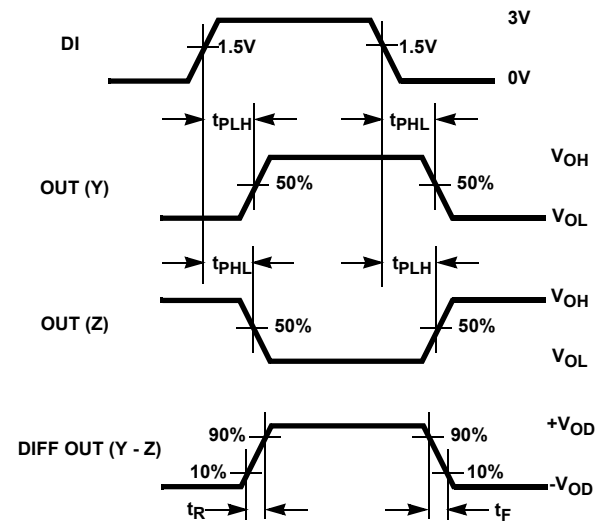 3V
DI
1.5V
1.5V
0V
tPLH
tPHL
VOH
OUT (Y)
50%
50%
VOL
tPHL
tPLH
VOH
OUT (Z)
50%
50%
VOL
+VOD
90%
90%
DIFF OUT (Y - Z)
10%
10%
-VOD
tR
tF